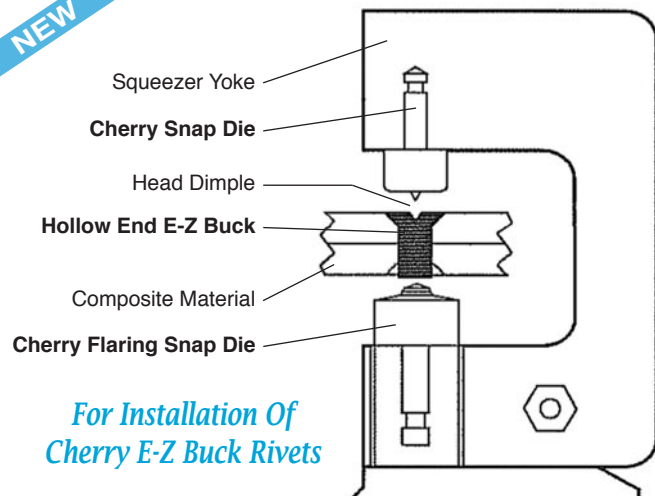 NEW
Squeezer Yoke
Cherry Snap Die
Head Dimple
Hollow End E-Z Buck
Composite Material
Cherry Flaring Snap Die
For Installation Of
Cherry E-Z Buck Rivets